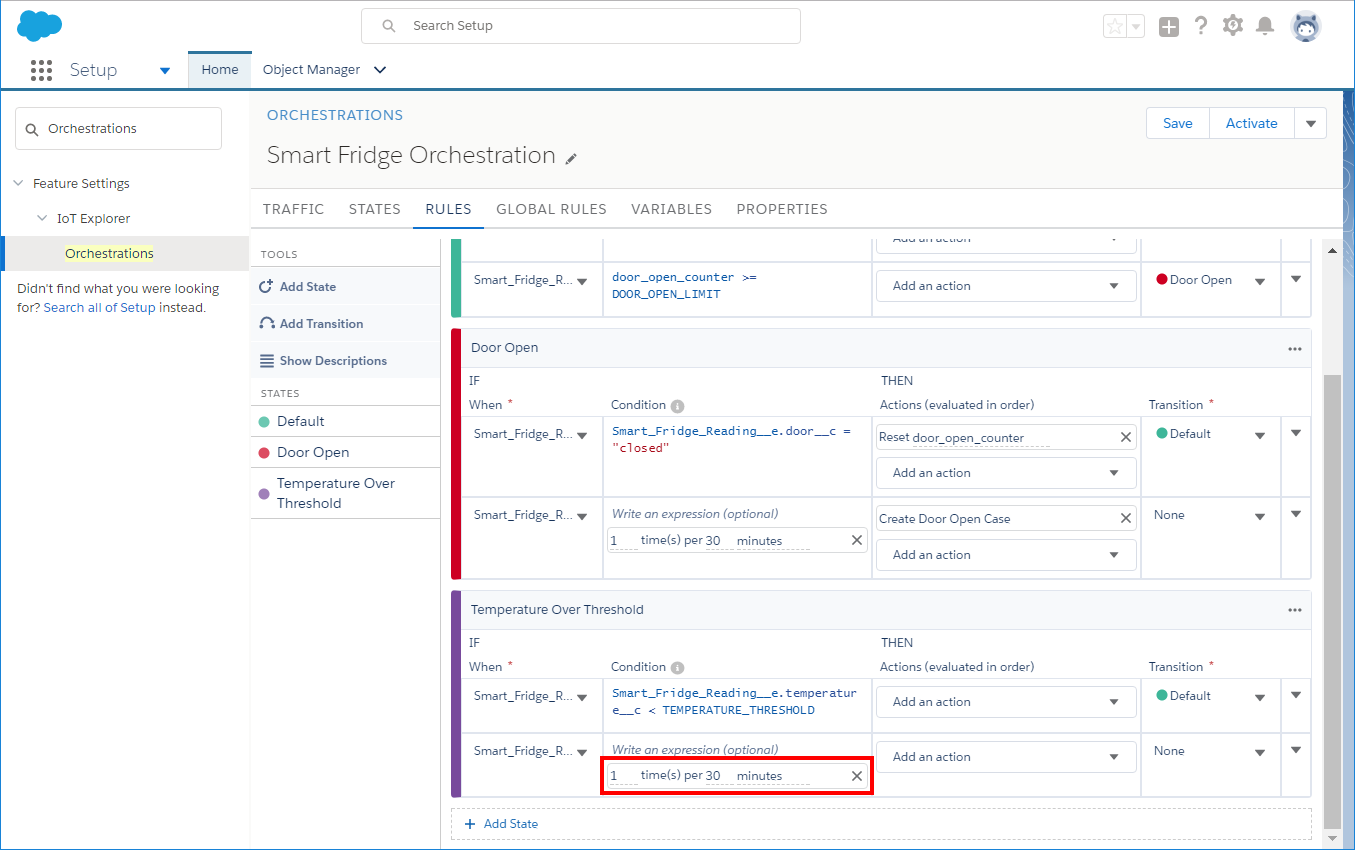 Search Setup
Setup
Home
Object Manager
Orchestrations
Feature Settings
IoT Explorer
Orchestrations
Didn't find what you were looking
for? Search all of Setup instead.
ORCHESTRATIONS
Smart Fridge Orchestration
Save
Activate
TRAFFIC
STATES
RULES
GLOBAL RULES
VARIABLES
PROPERTIES
TOOLS
Add State
Add Transition
Show Descriptions
STATES
Default
Door Open
Temperature Over
Threshold
Add an action
Smart_Fridge_R...
door_open_counter >=
DOOR_OPEN_LIMIT
Add an action
Door Open
Door Open
IF
THEN
When *
Condition
Actions (evaluated in order)
Transition *
Smart_Fridge_R...
Smart_Fridge_Reading__e.door__c =
"closed"
Reset door_open_counter
Add an action
Default
Smart_Fridge_R...
Write an expression (optional)
1 time(s) per 30 minutes
Create Door Open Case
Add an action
None
Temperature Over Threshold
IF
THEN
When *
Condition
Actions (evaluated in order)
Transition *
Smart_Fridge_R...
Smart_Fridge_Reading__e.temperatur
e__c < TEMPERATURE_THRESHOLD
Add an action
Default
Smart_Fridge_R...
Write an expression (optional)
1 time(s) per 30 minutes
Add an action
None
+ Add State